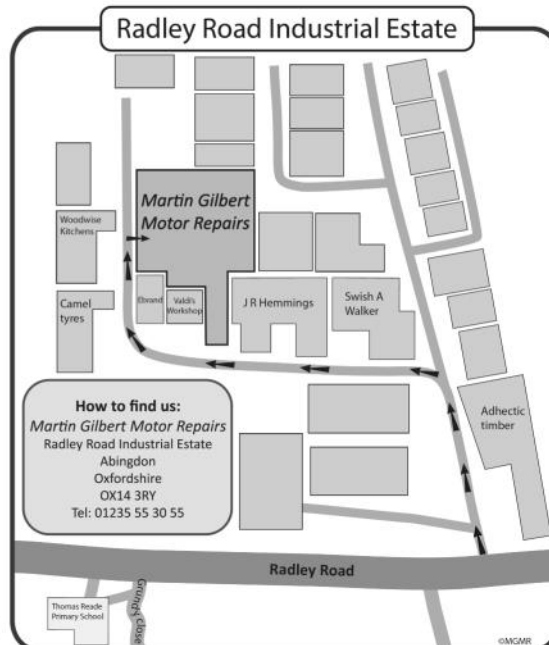 Radley Road Industrial Estate
Martin Gilbert
Motor Repairs
Woodwise
Kitchens
Camel
tyres
Ebrand
Valdi's
Workshop
J R Hemmings
Swish A
Walker
Adhectic
timber
How to find us:
Martin Gilbert Motor Repairs
Radley Road Industrial Estate
Abingdon
Oxfordshire
OX14 3RY
Tel: 01235 55 30 55
Radley Road
Thomas Reade
Primary School
Grundy Close
©MGMR